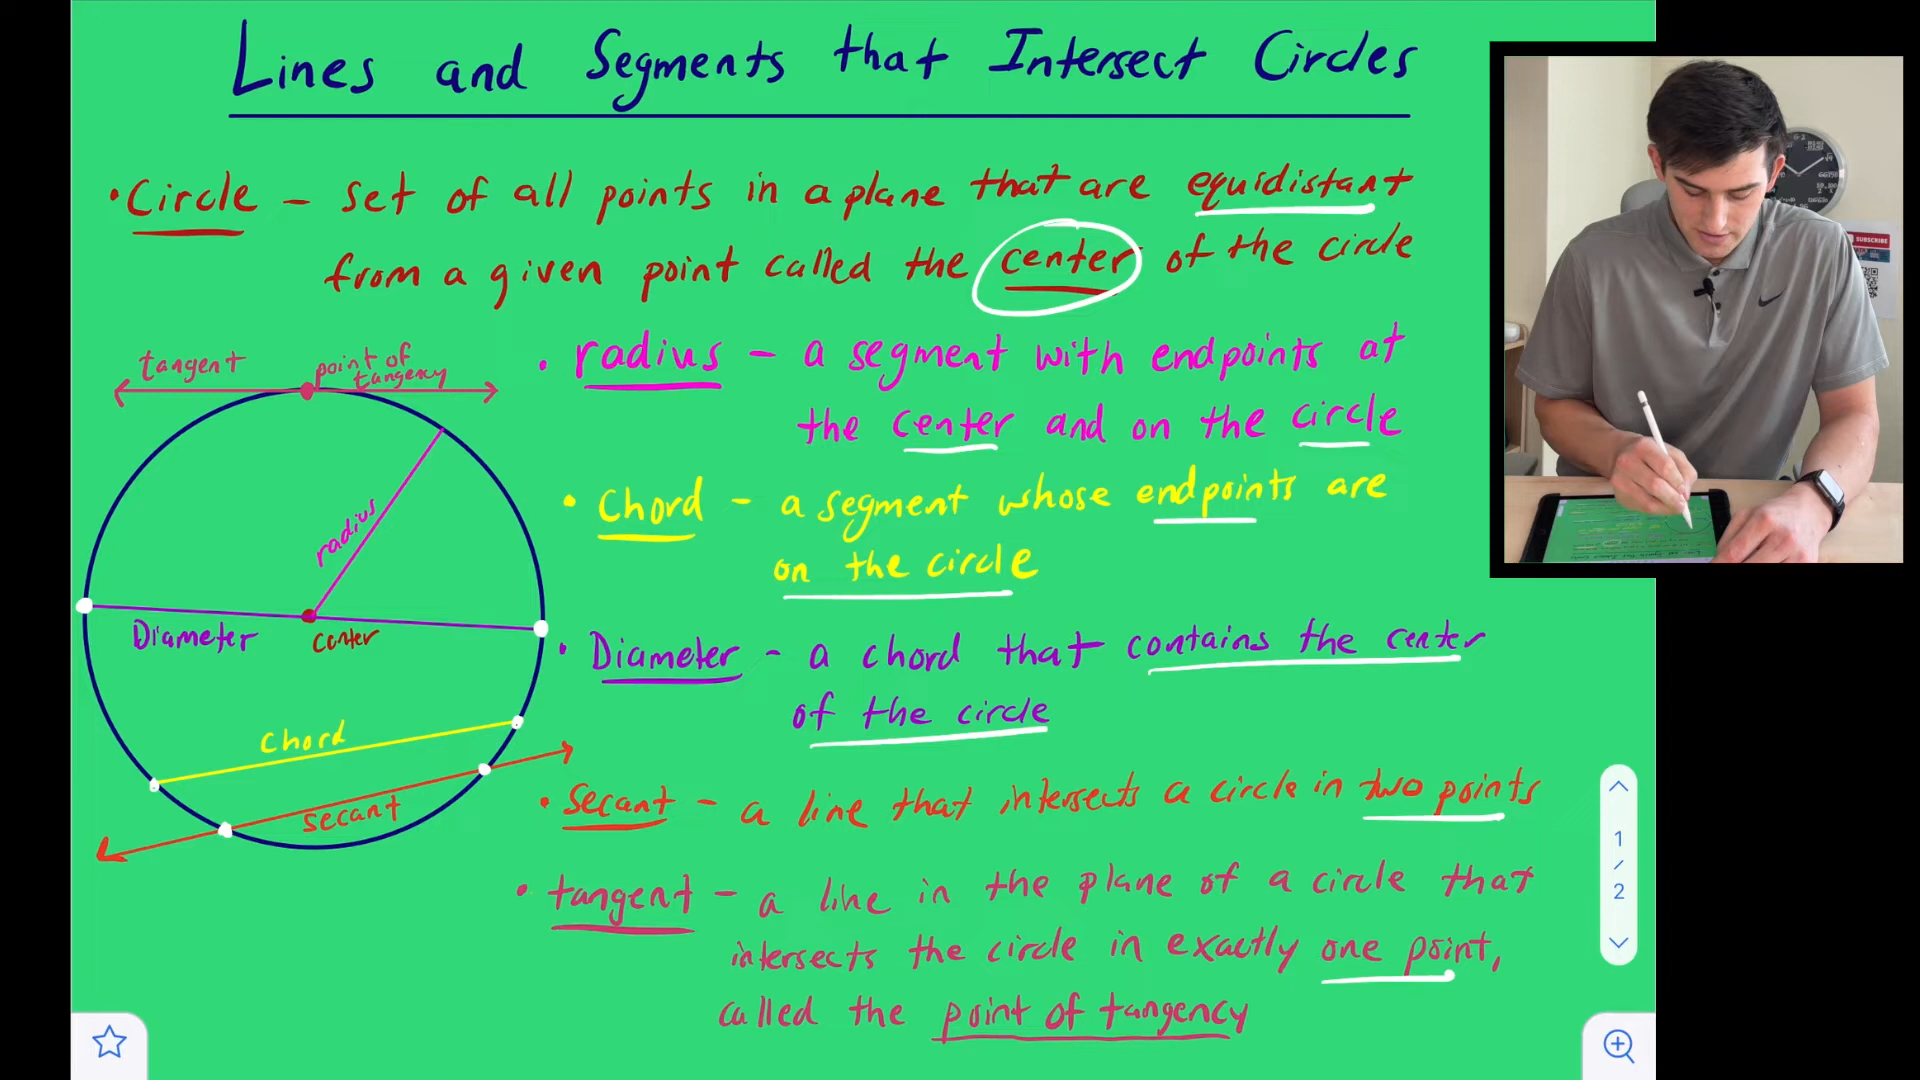 Lines and Segments that Intersect Circles
• Circle – set of all points in a plane that are equidistant
from a given point called the center of the circle
• radius – a segment with endpoints at
the center and on the circle
• Chord – a segment whose endpoints are
on the circle
• Diameter – a chord that contains the center
of the circle
• Secant – a line that intersects a circle in two points
• tangent – a line in the plane of a circle that
intersects the circle in exactly one point,
called the point of tangency
tangent
point of
tangency
radius
Diameter
center
Chord
secant
SUBSCRIBE
1
/
2